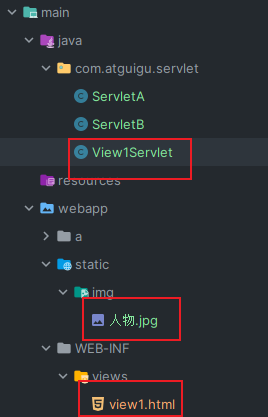 main
java
com.atguigu.servlet
ServletA
ServletB
View1Servlet
resources
webapp
a
static
img
人物.jpg
WEB-INF
views
view1.html